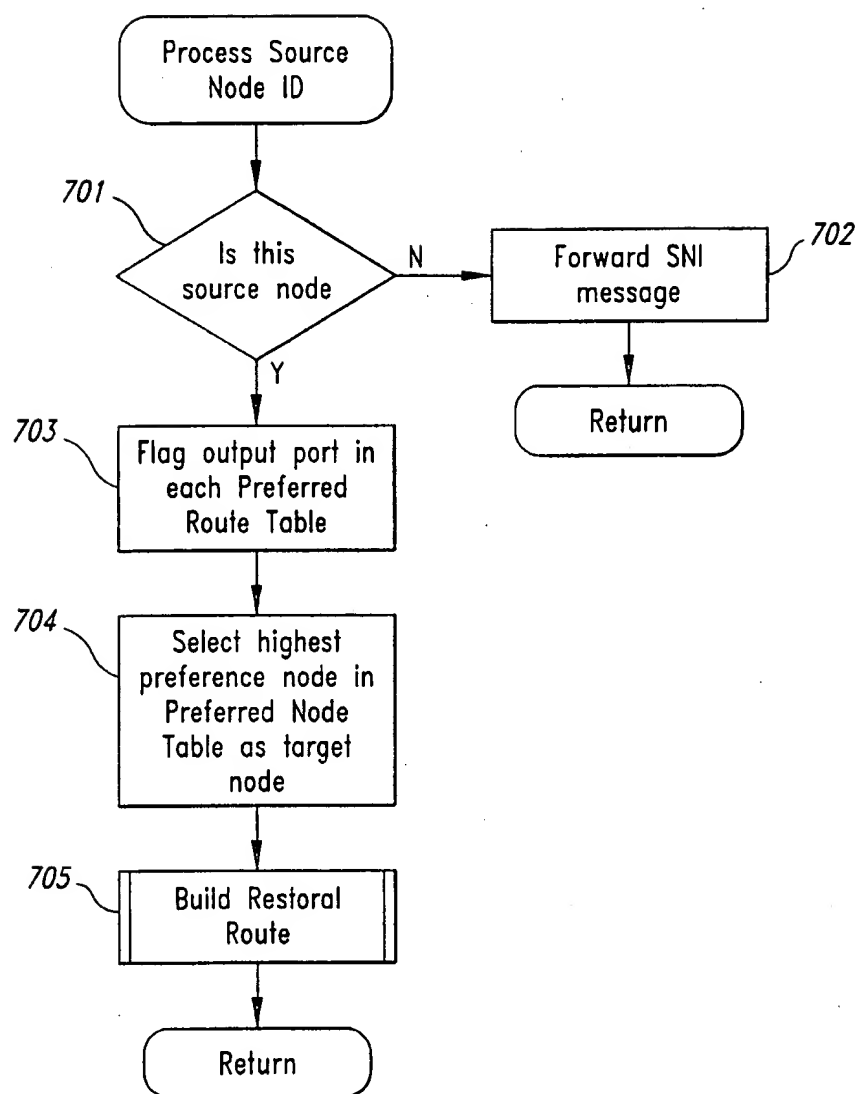 Process Source
Node ID
701
Is this
source node
N
Forward SNI
message
702
Return
Y
703
Flag output port in
each Preferred
Route Table
704
Select highest
preference node in
Preferred Node
Table as target
node
705
Build Restoral
Route
Return